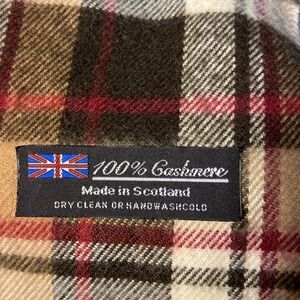 100% Cashmere
Made in Scotland
DRY CLEAN OR HANDWASHCOLD